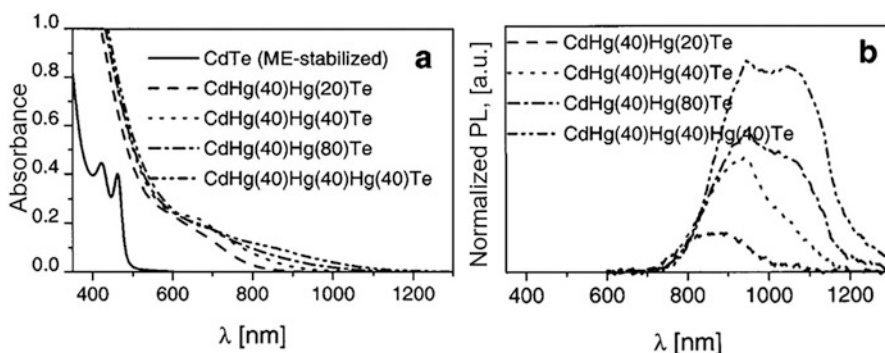 a
Absorbance
1.0
0.8
0.6
0.4
0.2
0.0
CdTe (ME-stabilized)
CdHg(40)Hg(20)Te
CdHg(40)Hg(40)Te
CdHg(40)Hg(80)Te
CdHg(40)Hg(40)Hg(40)Te
400 600 800 1000 1200
λ [nm]
b
Normalized PL, [a.u.]
CdHg(40)Hg(20)Te
CdHg(40)Hg(40)Te
CdHg(40)Hg(80)Te
CdHg(40)Hg(40)Hg(40)Te
400 600 800 1000 1200
λ [nm]